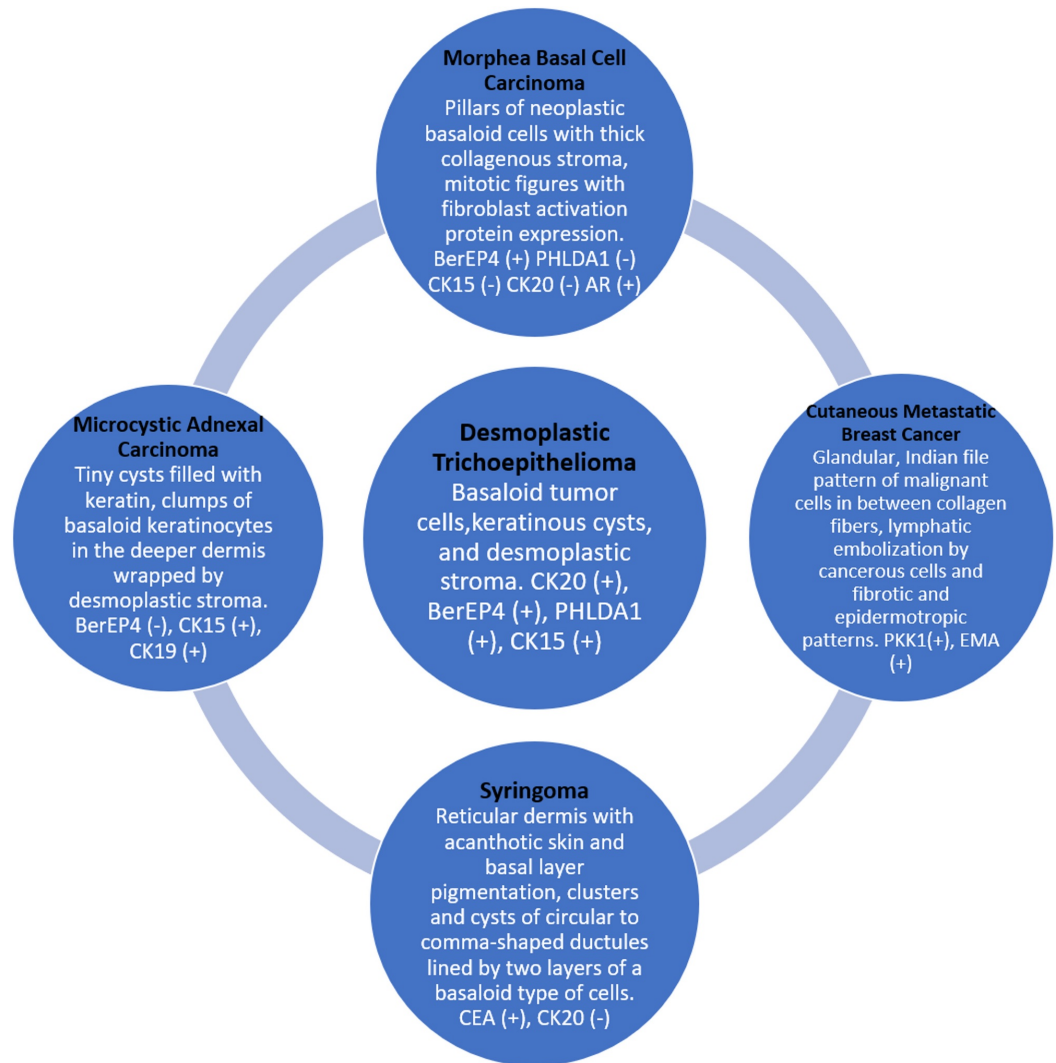 Morphea Basal Cell
Carcinoma
Pillars of neoplastic
basaloid cells with thick
collagenous stroma,
mitotic figures with
fibroblast activation
protein expression.
BerEP4 (+) PHLDA1 (-)
CK15 (-) CK20 (-) AR (+)
Microcystic Adnexal
Carcinoma
Tiny cysts filled with
keratin, clumps of
basaloid keratinocytes
in the deeper dermis
wrapped by
desmoplastic stroma.
BerEP4 (-), CK15 (+),
CK19 (+)
Desmoplastic
Trichoepithelioma
Basaloid tumor
cells,keratinous cysts,
and desmoplastic
stroma. CK20 (+),
BerEP4 (+), PHLDA1
(+), CK15 (+)
Cutaneous Metastatic
Breast Cancer
Glandular, Indian file
pattern of malignant
cells in between collagen
fibers, lymphatic
embolization by
cancerous cells and
fibrotic and
epidermotropic
patterns. PKK1(+), EMA
(+)
Syringoma
Reticular dermis with
acanthotic skin and
basal layer
pigmentation, clusters
and cysts of circular to
comma-shaped ductules
lined by two layers of a
basaloid type of cells.
CEA (+), CK20 (-)